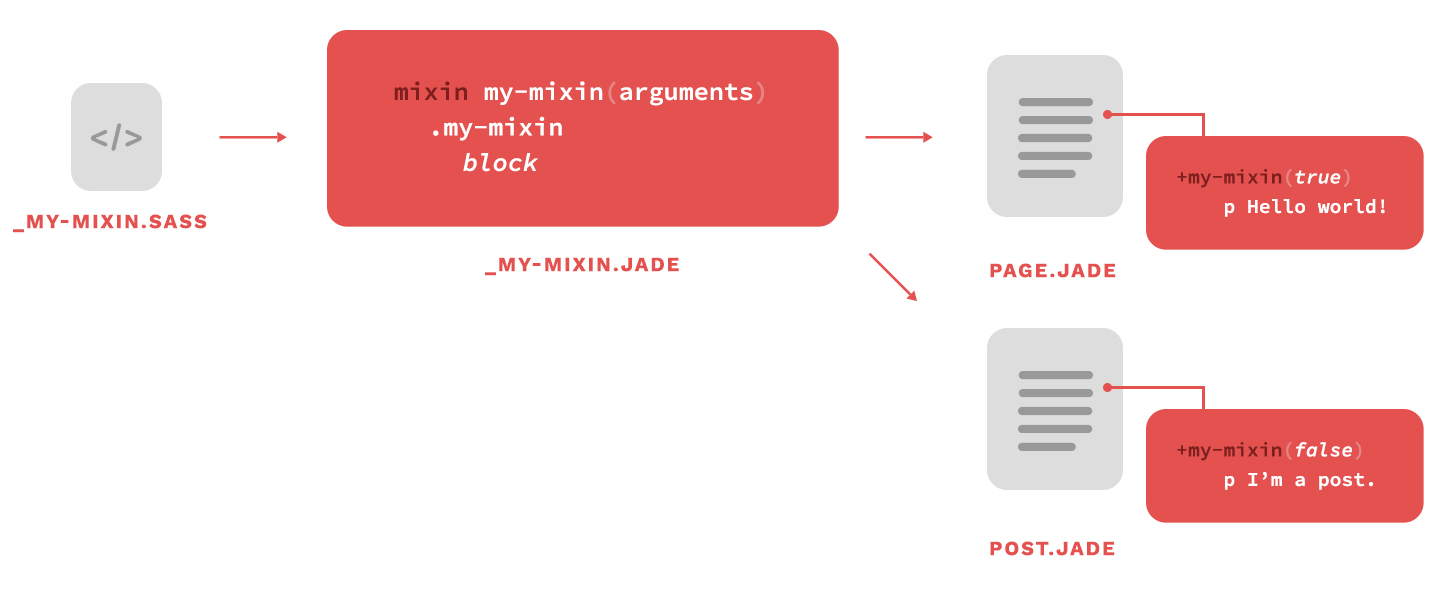 </>
_MY-MIXIN.SASS
mixin my-mixin(arguments)
.my-mixin
block
_MY-MIXIN.JADE
+my-mixin(true)
p Hello world!
PAGE.JADE
+my-mixin(false)
p I’m a post.
POST.JADE